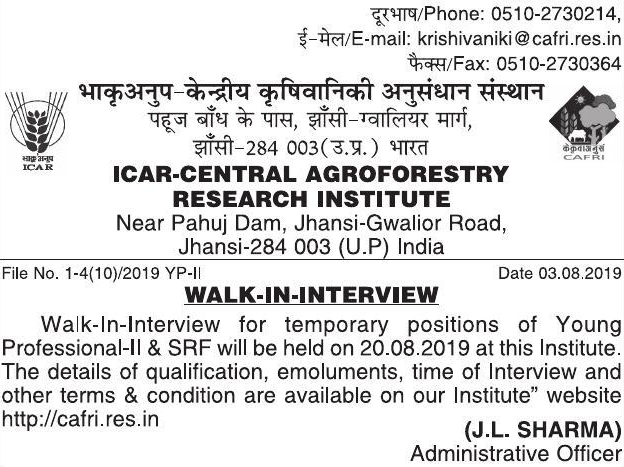 दूरभाष/Phone: 0510-2730214,
ई-मेल/E-mail: krishivaniki@cafri.res.in
फैक्स/Fax: 0510-2730364
भाकृअनुप-केन्द्रीय कृषिवानिकी अनुसंधान संस्थान
पहूज बाँध के पास, झाँसी-ग्वालियर मार्ग,
झाँसी-284 003(उ.प्र.) भारत
भाकृअनुप
ICAR
केकृवाअनुसं
CAFRI
ICAR-CENTRAL AGROFORESTRY
RESEARCH INSTITUTE
Near Pahuj Dam, Jhansi-Gwalior Road,
Jhansi-284 003 (U.P) India
File No. 1-4(10)/2019 YP-II Date 03.08.2019
WALK-IN-INTERVIEW
Walk-In-Interview for temporary positions of Young
Professional-II & SRF will be held on 20.08.2019 at this Institute.
The details of qualification, emoluments, time of Interview and
other terms & condition are available on our Institute” website
http://cafri.res.in
(J.L. SHARMA)
Administrative Officer